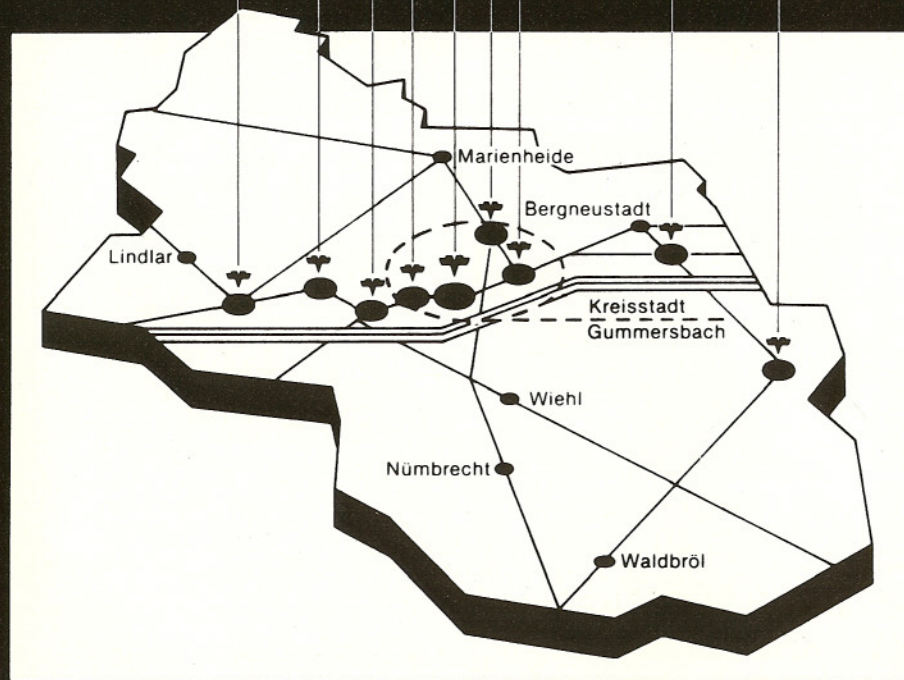 Marienheide
Bergneustadt
Lindlar
Kreisstadt
Gummersbach
Wiehl
Nümbrecht
Waldbröl